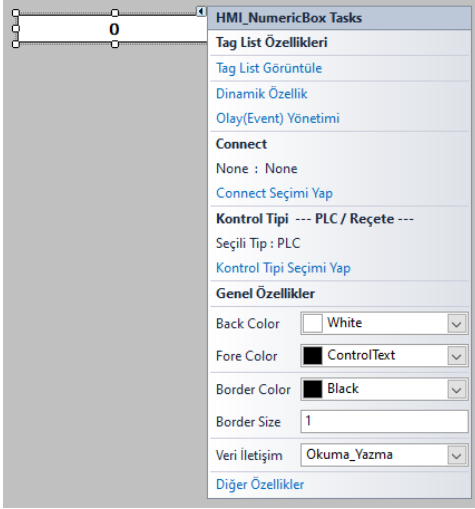 0
HMI_NumericBox Tasks
Tag List Özellikleri
Tag List Görüntüle
Dinamik Özellik
Olay(Event) Yönetimi
Connect
None : None
Connect Seçimi Yap
Kontrol Tipi --- PLC / Reçete ---
Seçili Tip : PLC
Kontrol Tipi Seçimi Yap
Genel Özellikler
Back Color White
Fore Color ControlText
Border Color Black
Border Size 1
Veri İletişim Okuma_Yazma
Diğer Özellikler